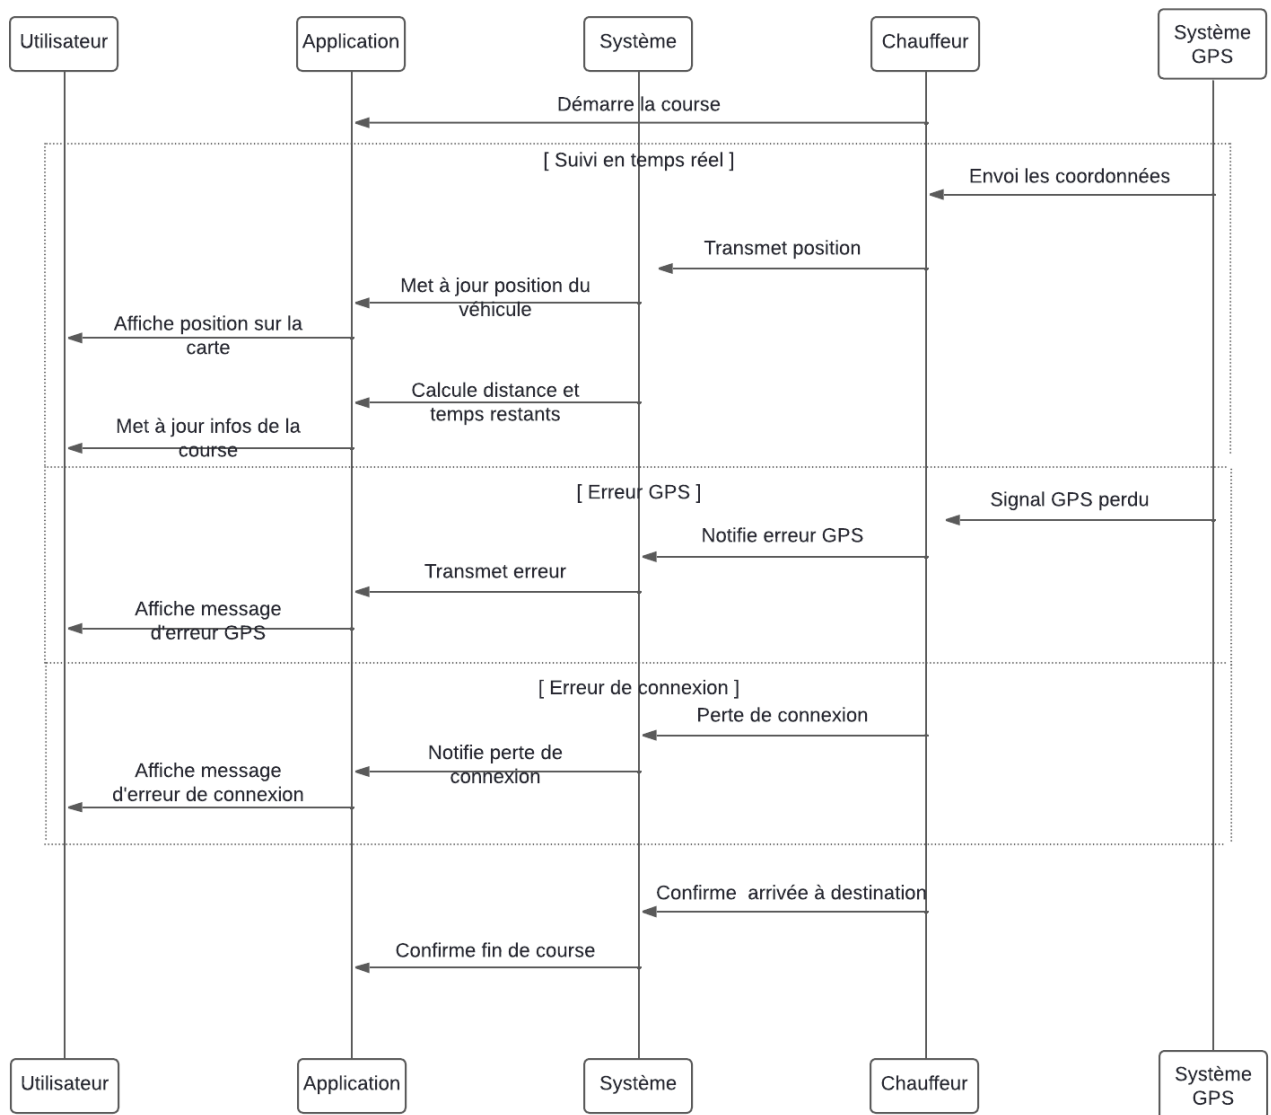 Utilisateur
Application
Système
Chauffeur
Système
GPS
Démarre la course
[ Suivi en temps réel ]
Envoi les coordonnées
Transmet position
Met à jour position du
véhicule
Affiche position sur la
carte
Calcule distance et
temps restants
Met à jour infos de la
course
[ Erreur GPS ]
Signal GPS perdu
Notifie erreur GPS
Transmet erreur
Affiche message
d'erreur GPS
[ Erreur de connexion ]
Perte de connexion
Notifie perte de
connexion
Affiche message
d'erreur de connexion
Confirme  arrivée à destination
Confirme fin de course
Utilisateur
Application
Système
Chauffeur
Système
GPS